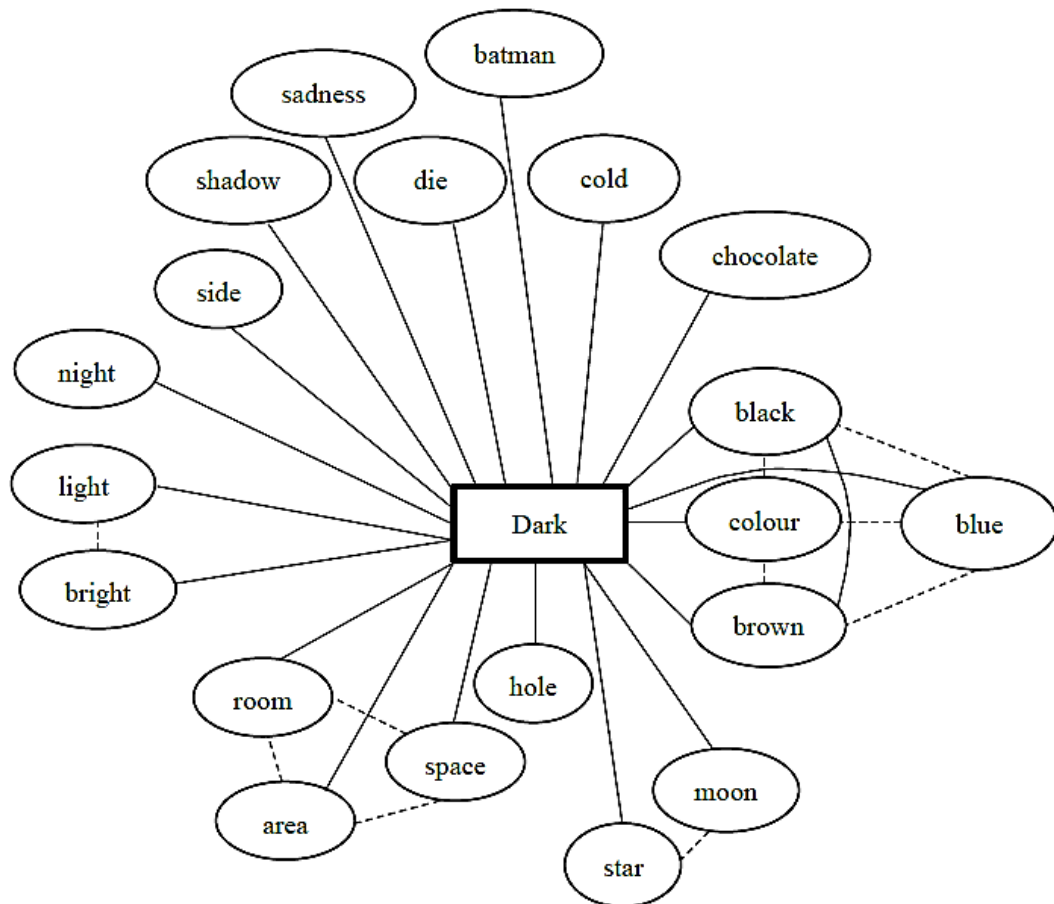 batman
sadness
shadow
die
cold
chocolate
side
night
black
light
Dark
colour
blue
bright
brown
room
hole
space
moon
area
star